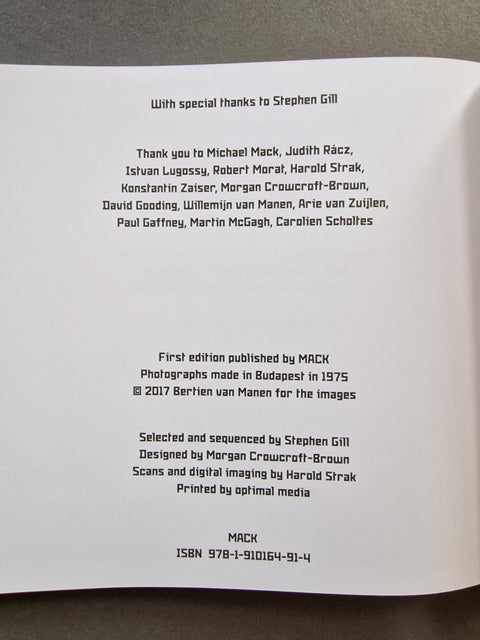 With special thanks to Stephen Gill
Thank you to Michael Mack, Judith Rácz,
Istvan Lugossy, Robert Morat, Harold Strak,
Konstantin Zaiser, Morgan Crowcroft-Brown,
David Gooding, Willemijn van Manen, Arie van Zuijlen,
Paul Gaffney, Martin McGagh, Carolien Scholtes
First edition published by MACK
Photographs made in Budapest in 1975
© 2017 Bertien van Manen for the images
Selected and sequenced by Stephen Gill
Designed by Morgan Crowcroft-Brown
Scans and digital imaging by Harold Strak
Printed by optimal media
MACK
ISBN 978-1-910164-91-4